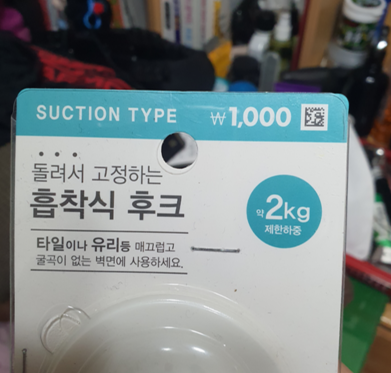 SUCTION TYPE ₩1,000
돌려서 고정하는
흡착식 후크
약 2kg
제한하중
타일이나 유리등 매끄럽고
굴곡이 없는 벽면에 사용하세요.